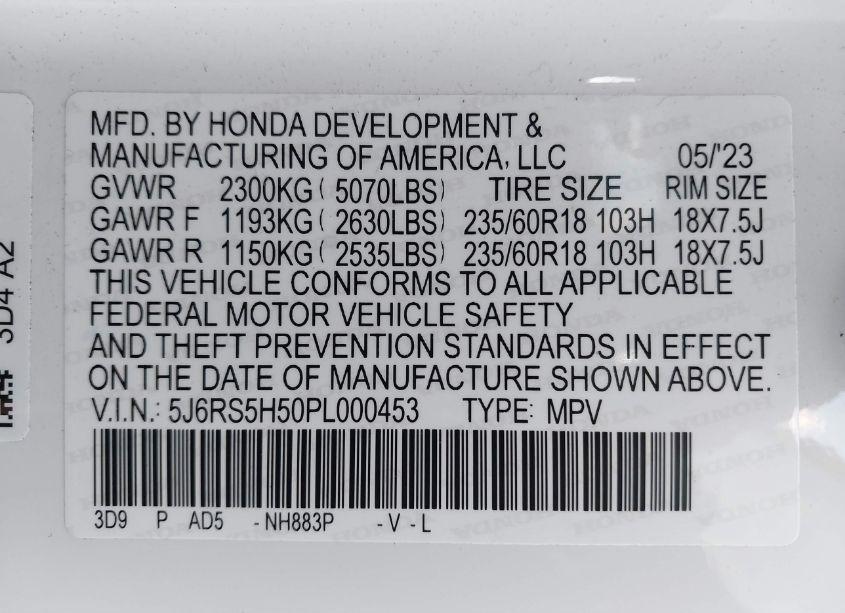 MFD. BY HONDA DEVELOPMENT &
MANUFACTURING OF AMERICA, LLC 05/'23
GVWR 2300KG ( 5070LBS) TIRE SIZE RIM SIZE
GAWR F 1193KG ( 2630LBS) 235/60R18 103H 18X7.5J
GAWR R 1150KG ( 2535LBS) 235/60R18 103H 18X7.5J
THIS VEHICLE CONFORMS TO ALL APPLICABLE
FEDERAL MOTOR VEHICLE SAFETY
AND THEFT PREVENTION STANDARDS IN EFFECT
ON THE DATE OF MANUFACTURE SHOWN ABOVE.
V.I.N.: 5J6RS5H50PL000453 TYPE: MPV
3D9 P AD5 -NH883P -V -L
3D4 A2